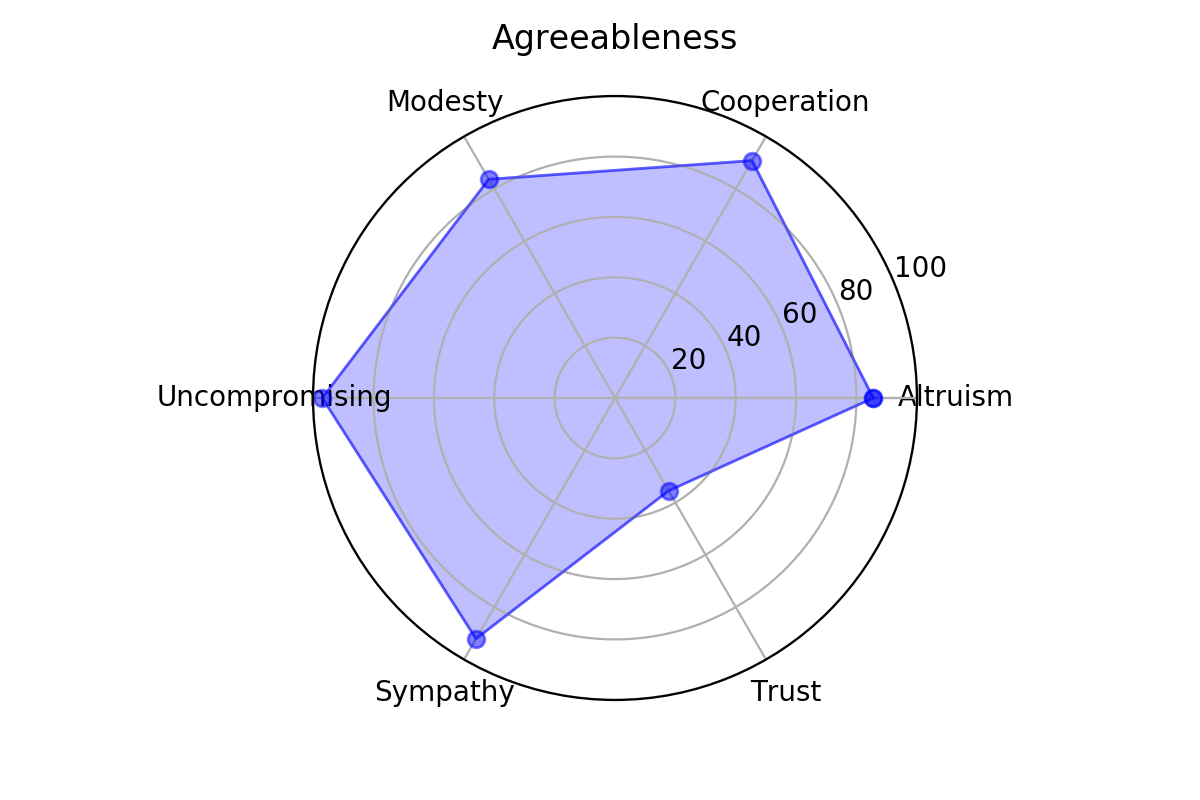 Agreeableness
Modesty
Cooperation
100
80
60
40
20
Uncompromising
Altruism
Sympathy
Trust